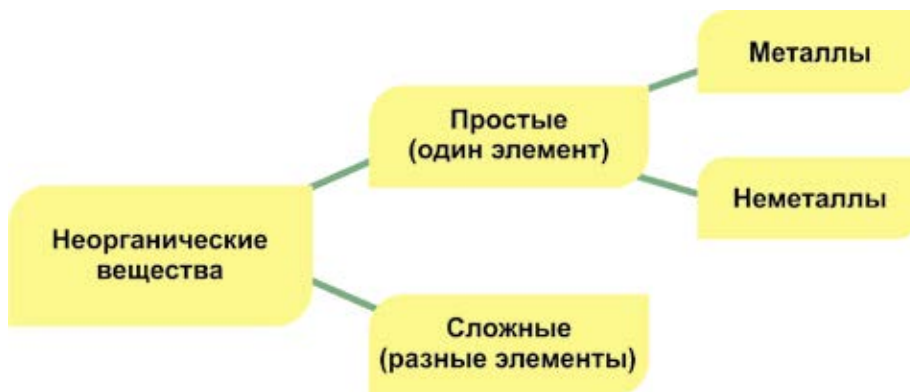 Неорганические
вещества
Простые
(один элемент)
Металлы
Неметаллы
Сложные
(разные элементы)